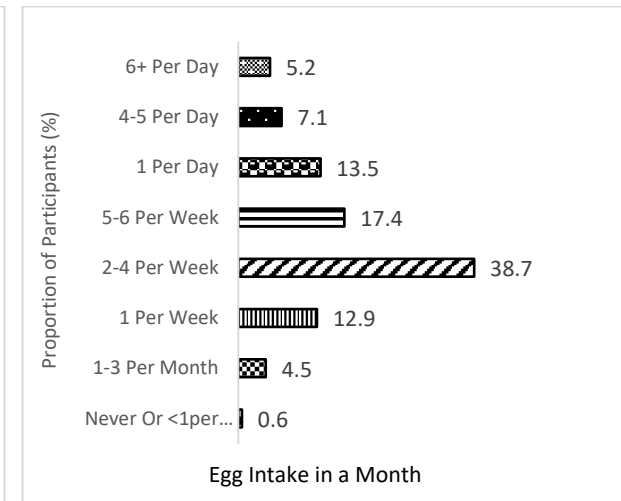 Proportion of Participants (%)
6+ Per Day 5.2
4-5 Per Day 7.1
1 Per Day 13.5
5-6 Per Week 17.4
2-4 Per Week 38.7
1 Per Week 12.9
1-3 Per Month 4.5
Never Or <1per... 0.6
Egg Intake in a Month